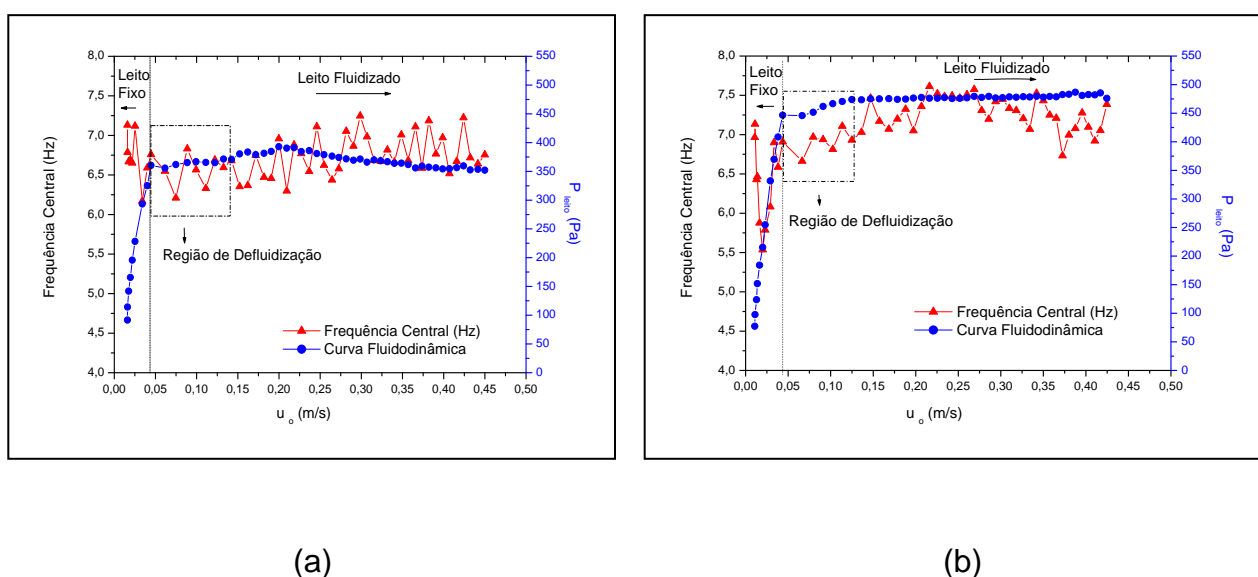 8,0
7,5
7,0
6,5
6,0
5,5
5,0
4,5
4,0
Frequência Central (Hz)
Leito
Fixo
Leito Fluidizado
Região de Defluidização
Frequência Central (Hz)
Curva Fluidodinâmica
0,00 0,05 0,10 0,15 0,20 0,25 0,30 0,35 0,40 0,45 0,50
u o (m/s)
550
500
450
400
350
300
250
200
150
100
50
0
P leito (Pa)
(a)
8,0
7,5
7,0
6,5
6,0
5,5
5,0
4,5
4,0
Frequência Central (Hz)
Leito
Fixo
Leito Fluidizado
Região de Defluidização
Frequência Central (Hz)
Curva Fluidodinâmica
0,00 0,05 0,10 0,15 0,20 0,25 0,30 0,35 0,40 0,45 0,50
u o (m/s)
550
500
450
400
350
300
250
200
150
100
50
0
P leito (Pa)
(b)